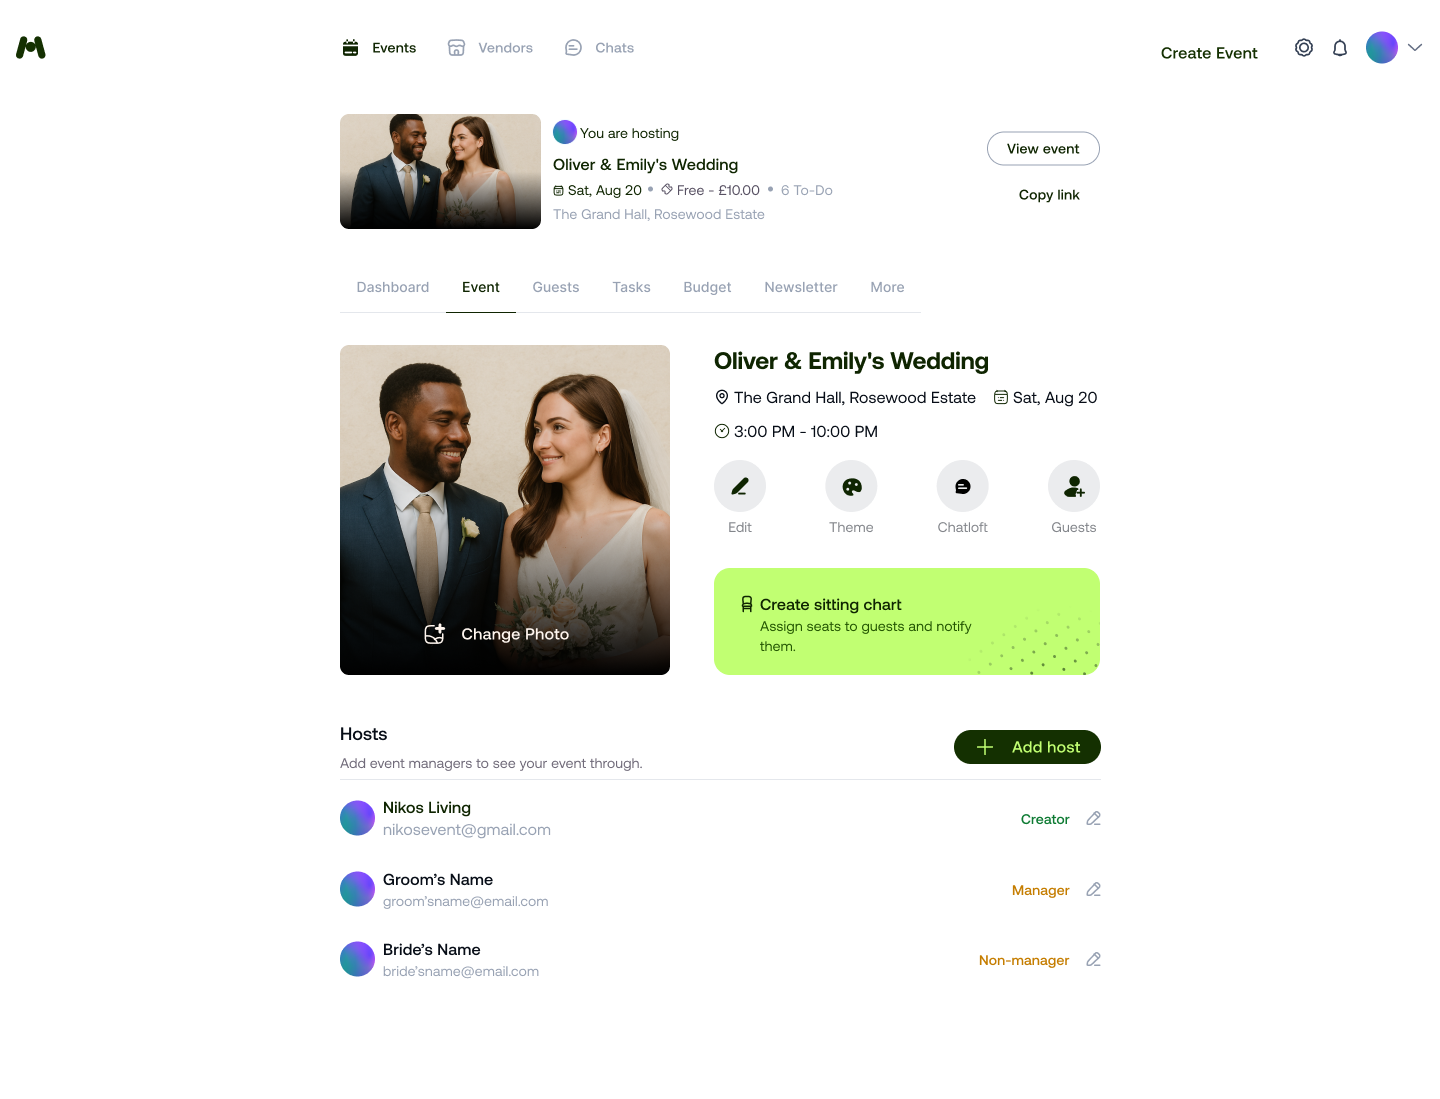 Events
Vendors
Chats
Create Event
You are hosting
Oliver & Emily's Wedding
Sat, Aug 20 • Free - £10.00 • 6 To-Do
The Grand Hall, Rosewood Estate
View event
Copy link
Dashboard
Event
Guests
Tasks
Budget
Newsletter
More
Change Photo
Oliver & Emily's Wedding
The Grand Hall, Rosewood Estate
Sat, Aug 20
3:00 PM - 10:00 PM
Edit
Theme
Chatloft
Guests
Create sitting chart
Assign seats to guests and notify
them.
Hosts
Add event managers to see your event through.
Add host
Nikos Living
nikosevent@gmail.com
Creator
Groom’s Name
groom’sname@email.com
Manager
Bride’s Name
bride’sname@email.com
Non-manager